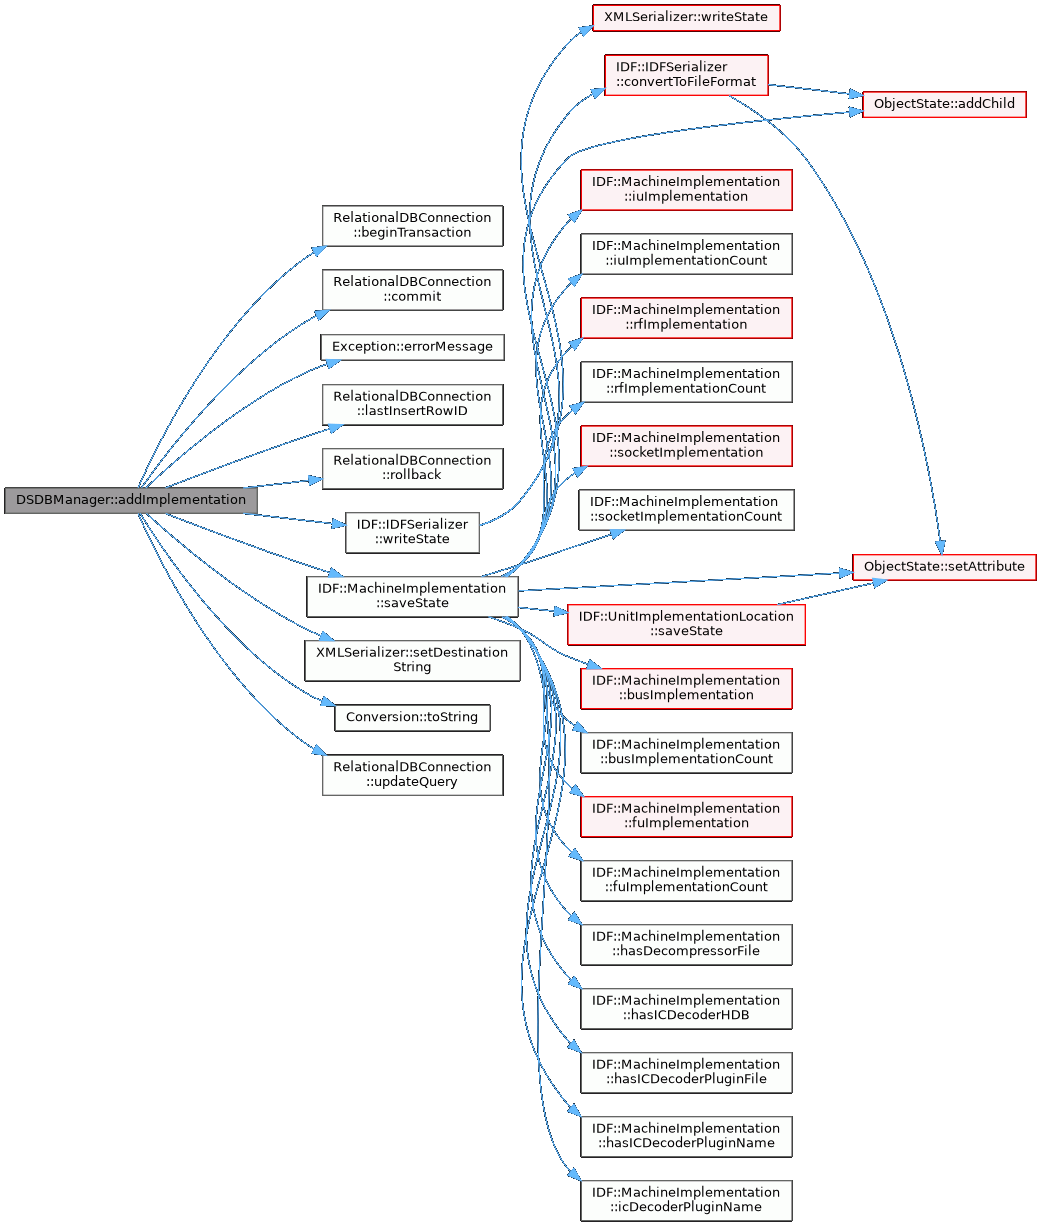 DSDBManager::addImplementation
RelationalDBConnection
::beginTransaction
RelationalDBConnection
::commit
Exception::errorMessage
RelationalDBConnection
::lastInsertRowID
RelationalDBConnection
::rollback
IDF::IDFSerializer
::writeState
IDF::MachineImplementation
::saveState
XMLSerializer::setDestination
String
Conversion::toString
RelationalDBConnection
::updateQuery
XMLSerializer::writeState
IDF::IDFSerializer
::convertToFileFormat
IDF::MachineImplementation
::iuImplementation
IDF::MachineImplementation
::iuImplementationCount
IDF::MachineImplementation
::rfImplementation
IDF::MachineImplementation
::rfImplementationCount
IDF::MachineImplementation
::socketImplementation
IDF::MachineImplementation
::socketImplementationCount
IDF::UnitImplementationLocation
::saveState
IDF::MachineImplementation
::busImplementation
IDF::MachineImplementation
::busImplementationCount
IDF::MachineImplementation
::fuImplementation
IDF::MachineImplementation
::fuImplementationCount
IDF::MachineImplementation
::hasDecompressorFile
IDF::MachineImplementation
::hasICDecoderHDB
IDF::MachineImplementation
::hasICDecoderPluginFile
IDF::MachineImplementation
::hasICDecoderPluginName
IDF::MachineImplementation
::icDecoderPluginName
ObjectState::addChild
ObjectState::setAttribute